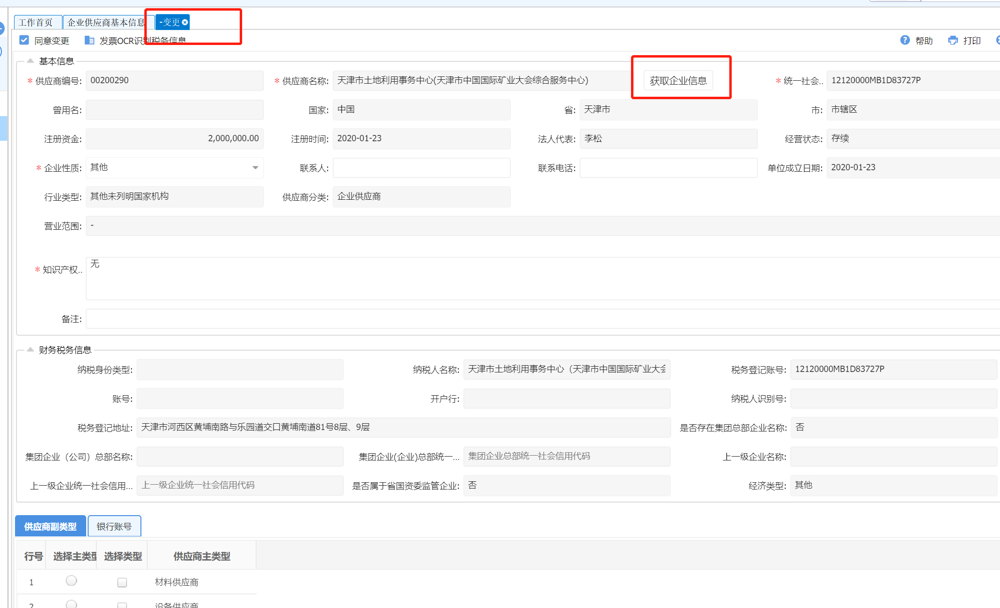 工作首页 企业供应商基本信息 -变更
同意变更 发票OCR识别税务信息 帮助 打印
基本信息
* 供应商编号: 00200290 * 供应商名称: 天津市土地利用事务中心(天津市中国国际矿业大会综合服务中心) 获取企业信息 * 统一社会.. 12120000MB1D83727P
曾用名: 国家: 中国 省: 天津市 市: 市辖区
注册资金: 2,000,000.00 注册时间: 2020-01-23 法人代表: 李松 经营状态: 存续
* 企业性质: 其他 联系人: 联系电话: 单位成立日期: 2020-01-23
行业类型: 其他未列明国家机构 供应商分类: 企业供应商
营业范围: -
* 知识产权.. 无
备注:
财务税务信息
纳税身份类型: 纳税人名称: 天津市土地利用事务中心（天津市中国国际矿业大会 税务登记账号: 12120000MB1D83727P
账号: 开户行: 纳税人识别号:
税务登记地址: 天津市河西区黄埔南路与乐园道交口黄埔南道81号8层、9层 是否存在集团总部企业名称: 否
集团企业（公司）总部名称: 集团企业(企业)总部统一... 集团企业总部统一社会信用代码 上一级企业名称:
上一级企业统一社会信用... 上一级企业统一社会信用代码 是否属于省国资委监管企业: 否 经济类型: 其他
供应商副类型 银行账号
行号 选择主类型 选择类型 供应商主类型
1 材料供应商
2 设备供应商